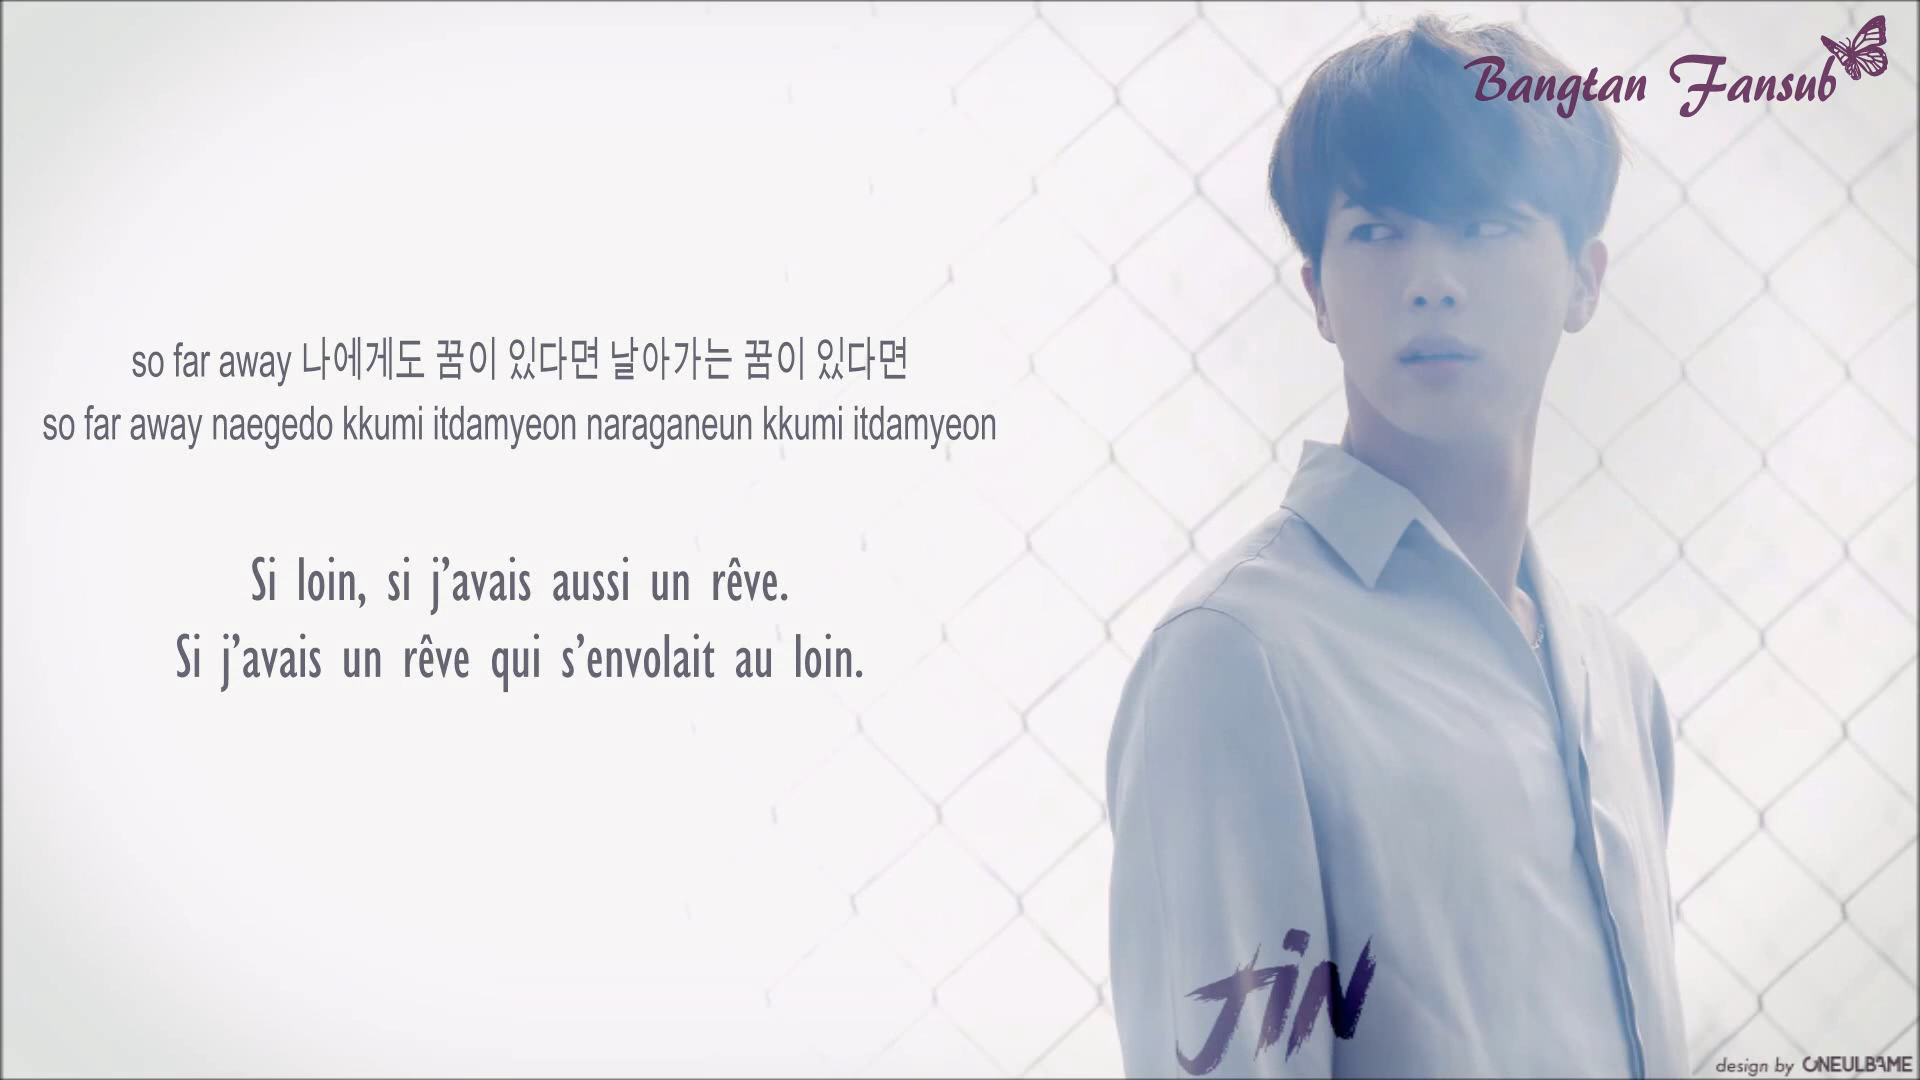 Bangtan Fansub
so far away 나에게도 꿈이 있다면 날아가는 꿈이 있다면
so far away naegedo kkumi itdamyeon naraganeun kkumi itdamyeon
Si loin, si j’avais aussi un rêve.
Si j’avais un rêve qui s’envolait au loin.
JIN
design by ONEULBAME